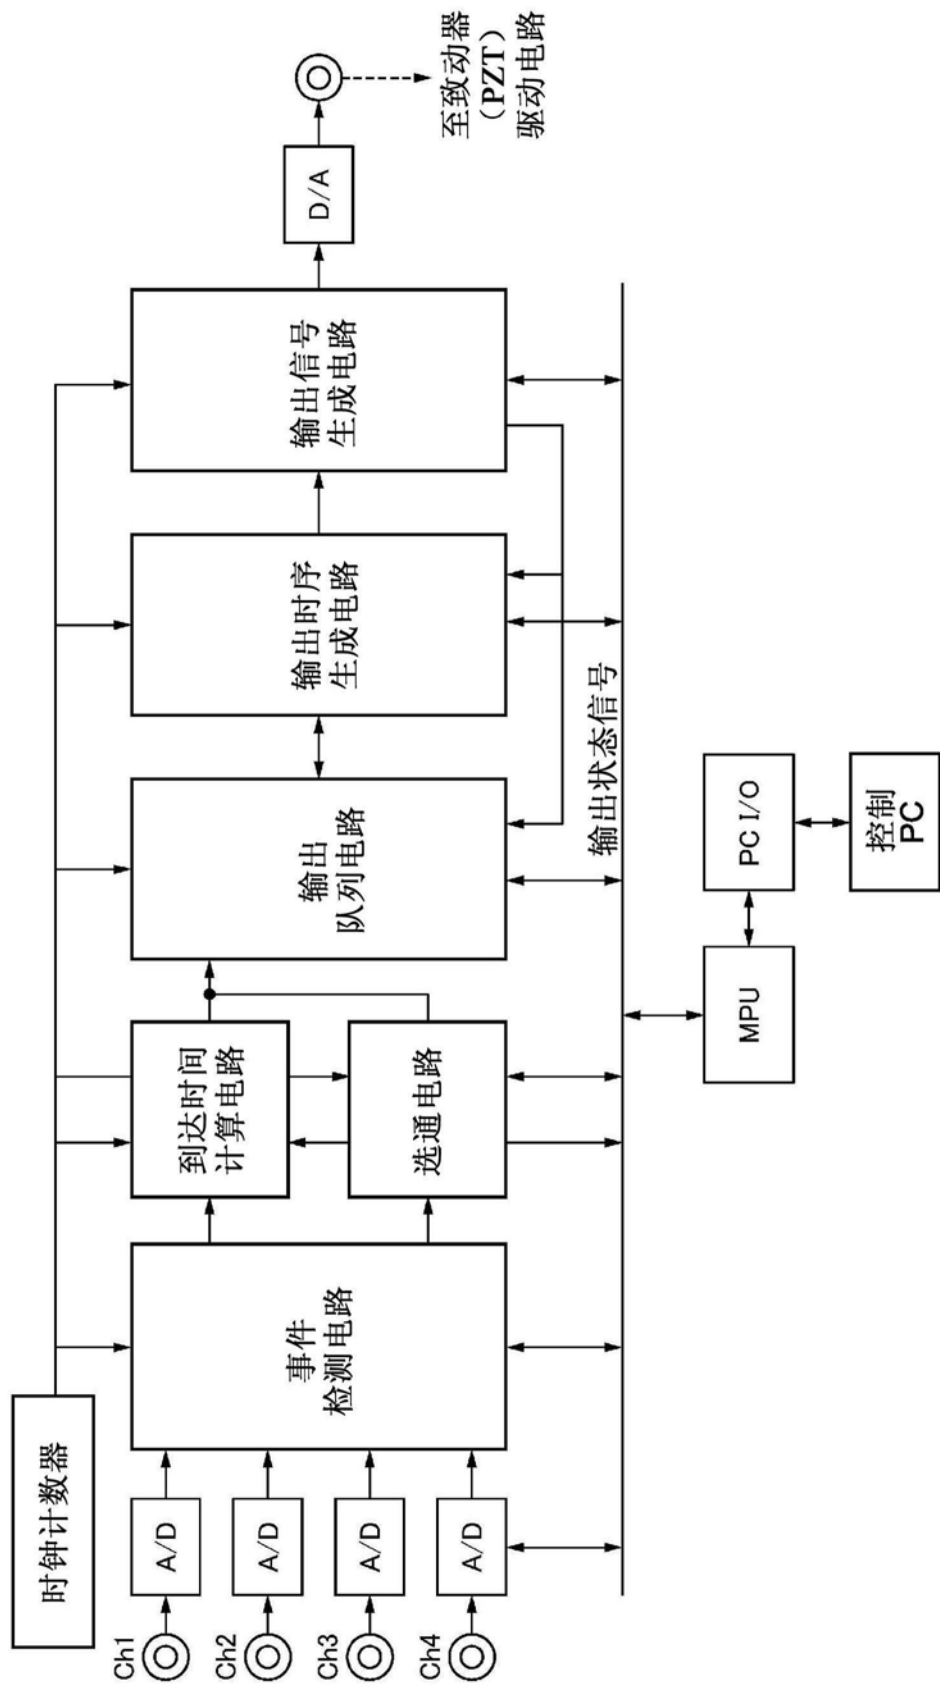 时钟计数器
Ch1
Ch2
Ch3
Ch4
A/D
A/D
A/D
A/D
事件
检测电路
到达时间
计算电路
选通电路
输出
队列电路
输出时序
生成电路
输出信号
生成电路
D/A
至致动器
（PZT）
驱动电路
输出状态信号
MPU
PC I/O
控制
PC